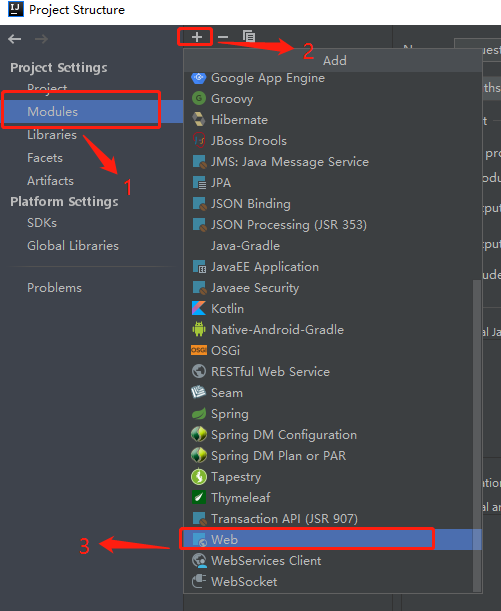 IJ Project Structure
Project Settings
Project
Modules
Libraries
Facets
Artifacts
Platform Settings
SDKs
Global Libraries
Problems
1
2
Add
Google App Engine
Groovy
Hibernate
JBoss Drools
JMS: Java Message Service
JPA
JSON Binding
JSON Processing (JSR 353)
Java-Gradle
JavaEE Application
Javaee Security
Kotlin
Native-Android-Gradle
OSGi
OSGi
RESTful Web Service
Seam
Spring
Spring DM Configuration
Spring DM Plan or PAR
Tapestry
Thymeleaf
Transaction API (JSR 907)
3
Web
WebServices Client
WebSocket